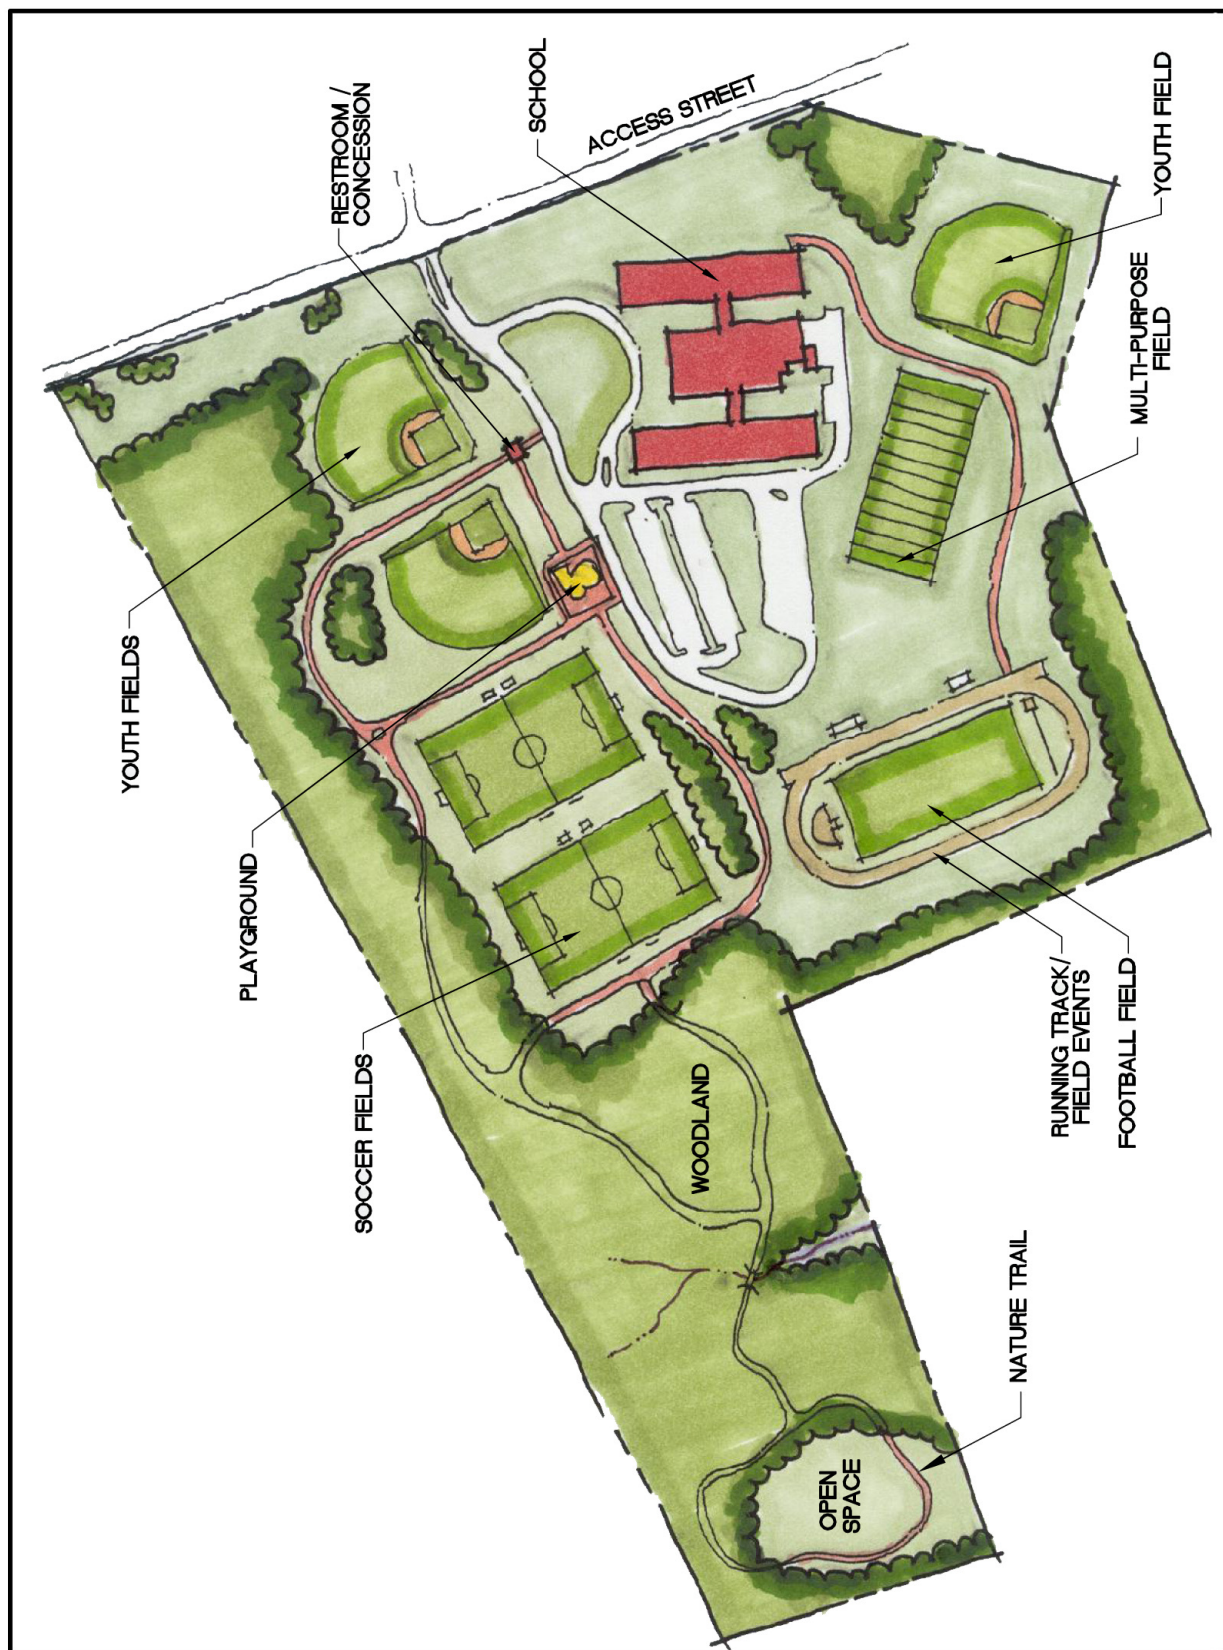 ACCESS STREET
SCHOOL
RESTROOM /
CONCESSION
YOUTH FIELD
MULTI-PURPOSE
FIELD
YOUTH FIELDS
PLAYGROUND
SOCCER FIELDS
RUNNING TRACK/
FIELD EVENTS
FOOTBALL FIELD
WOODLAND
NATURE TRAIL
OPEN
SPACE